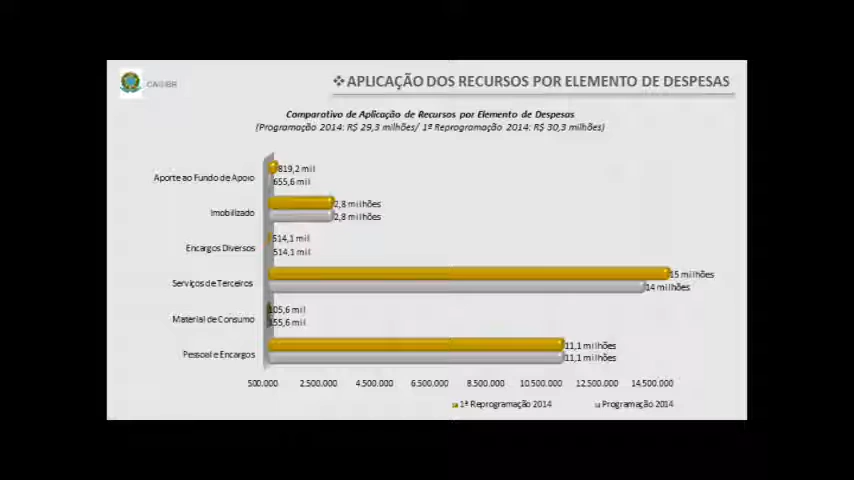 CAU/BR
❖APLICAÇÃO DOS RECURSOS POR ELEMENTO DE DESPESAS
Comparativo de Aplicação de Recursos por Elemento de Despesas
(Programação 2014: R$ 29,3 milhões/ 1ª Reprogramação 2014: R$ 30,3 milhões)
Aporte ao Fundo de Apoio
819,2 mil
655,6 mil
Imobilizado
2,8 milhões
2,8 milhões
Encargos Diversos
514,1 mil
514,1 mil
Serviços de Terceiros
15 milhões
14 milhões
Material de Consumo
105,6 mil
155,6 mil
Pessoal e Encargos
11,1 milhões
11,1 milhões
500.000 2.500.000 4.500.000 6.500.000 8.500.000 10.500.000 12.500.000 14.500.000
1ª Reprogramação 2014 Programação 2014